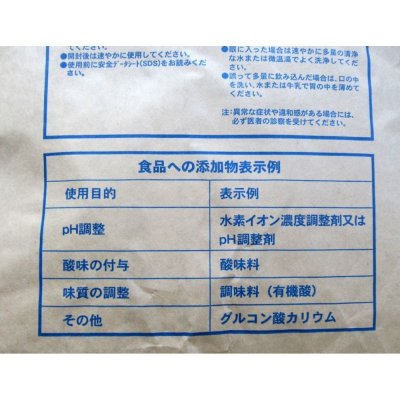 てください。
●開封後は速やかに使用してください。
●使用前に安全データシート(SDS)をお読みくだ
さい。
●眼に入った場合は速やかに多量の清浄
な水または微温湯でよく洗浄してくだ
さい。
●誤って多量に飲み込んだ場合は、口の中
を洗い、水または牛乳で胃の中を薄めて
ください。
注:異常な症状や違和感がある場合には、
必ず医者の診察を受けてください。
食品への添加物表示例
使用目的
表示例
pH調整
水素イオン濃度調整剤又は
pH調整剤
酸味の付与
酸味料
味質の調整
調味料（有機酸）
その他
グルコン酸カリウム